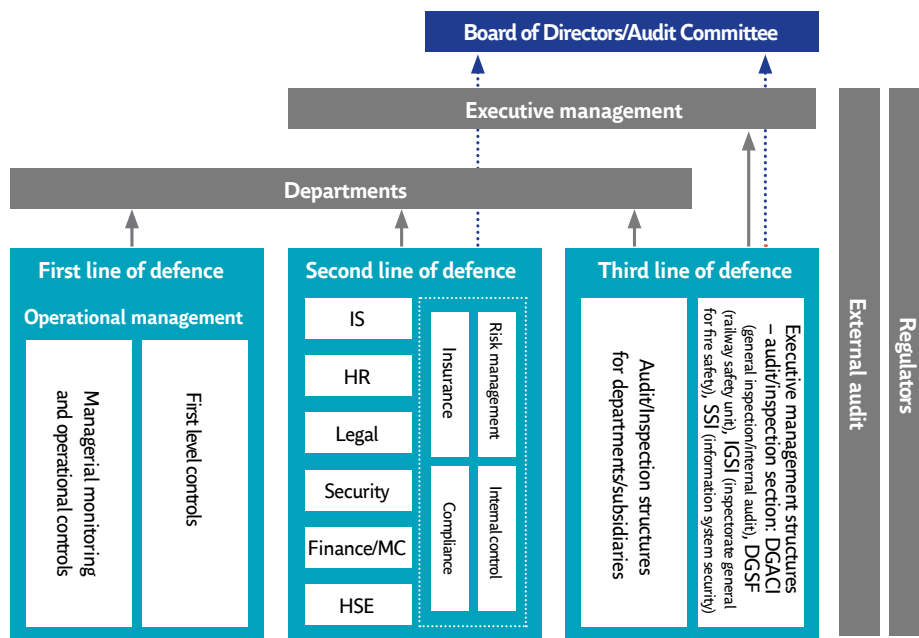 Board of Directors/Audit Committee
Executive management
Departments
First line of defence
Operational management
Managerial monitoring
and operational controls
First level controls
Second line of defence
IS
HR
Legal
Security
Finance/MC
HSE
Insurance
Risk management
Compliance
Internal control
Third line of defence
Audit/Inspection structures
for departments/subsidiaries
Executive management structures
– audit/inspection section: DGACI
(general inspection/internal audit), DGSF
(railway safety unit), IGSI (inspectorate general
for fire safety), SSI (information system security)
External audit
Regulators